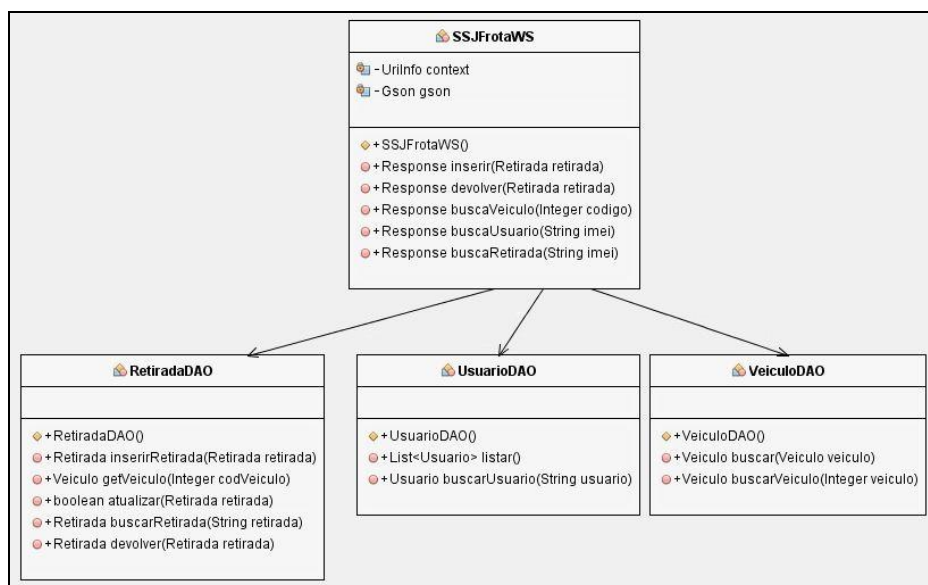 SSJFrotaWS
- UriInfo context
- Gson gson
+ SSJFrotaWS()
+ Response inserir(Retirada retirada)
+ Response devolver(Retirada retirada)
+ Response buscaVeiculo(Integer codigo)
+ Response buscaUsuario(String imei)
+ Response buscaRetirada(String imei)
RetiradaDAO
+ RetiradaDAO()
+ Retirada inserirRetirada(Retirada retirada)
+ Veiculo getVeiculo(Integer codVeiculo)
+ boolean atualizar(Retirada retirada)
+ Retirada buscarRetirada(String retirada)
+ Retirada devolver(Retirada retirada)
UsuarioDAO
+ UsuarioDAO()
+ List<Usuario> listar()
+ Usuario buscarUsuario(String usuario)
VeiculoDAO
+ VeiculoDAO()
+ Veiculo buscar(Veiculo veiculo)
+ Veiculo buscarVeiculo(Integer veiculo)